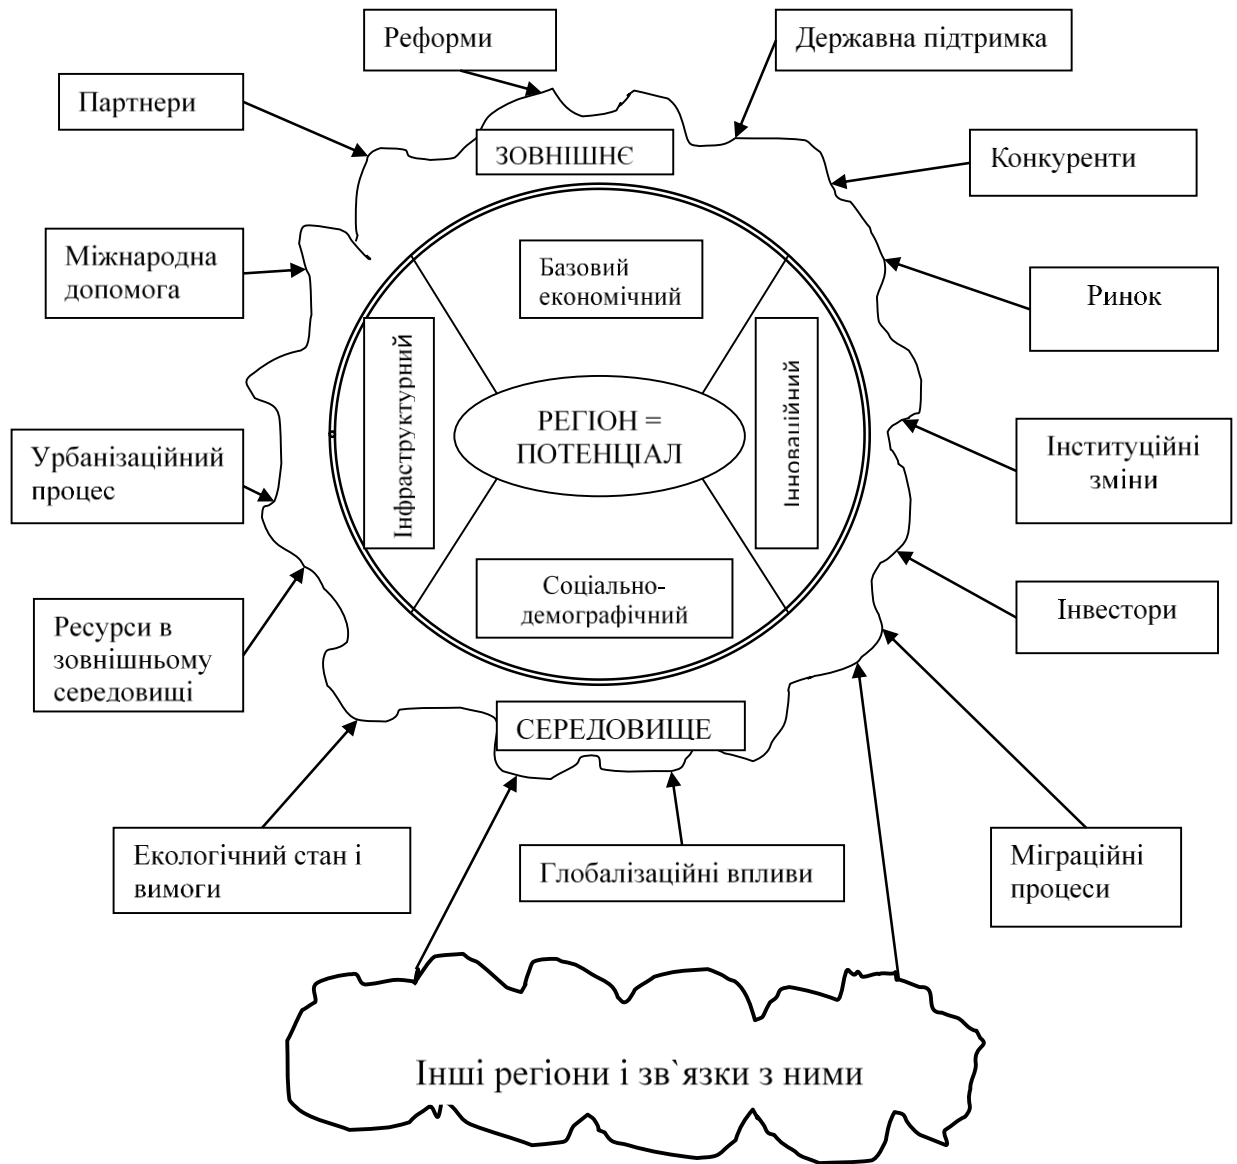 Реформи
Державна підтримка
Партнери
ЗОВНІШНЄ
Конкуренти
Міжнародна
допомога
Базовий
економічний
Ринок
Інфраструктурний
Інноваційний
РЕГІОН =
ПОТЕНЦІАЛ
Урбанізаційний
процес
Інституційні
зміни
Соціально-
демографічний
Інвестори
Ресурси в
зовнішньому
середовищі
СЕРЕДОВИЩЕ
Екологічний стан і
вимоги
Глобалізаційні впливи
Міграційні
процеси
Інші регіони і зв`язки з ними